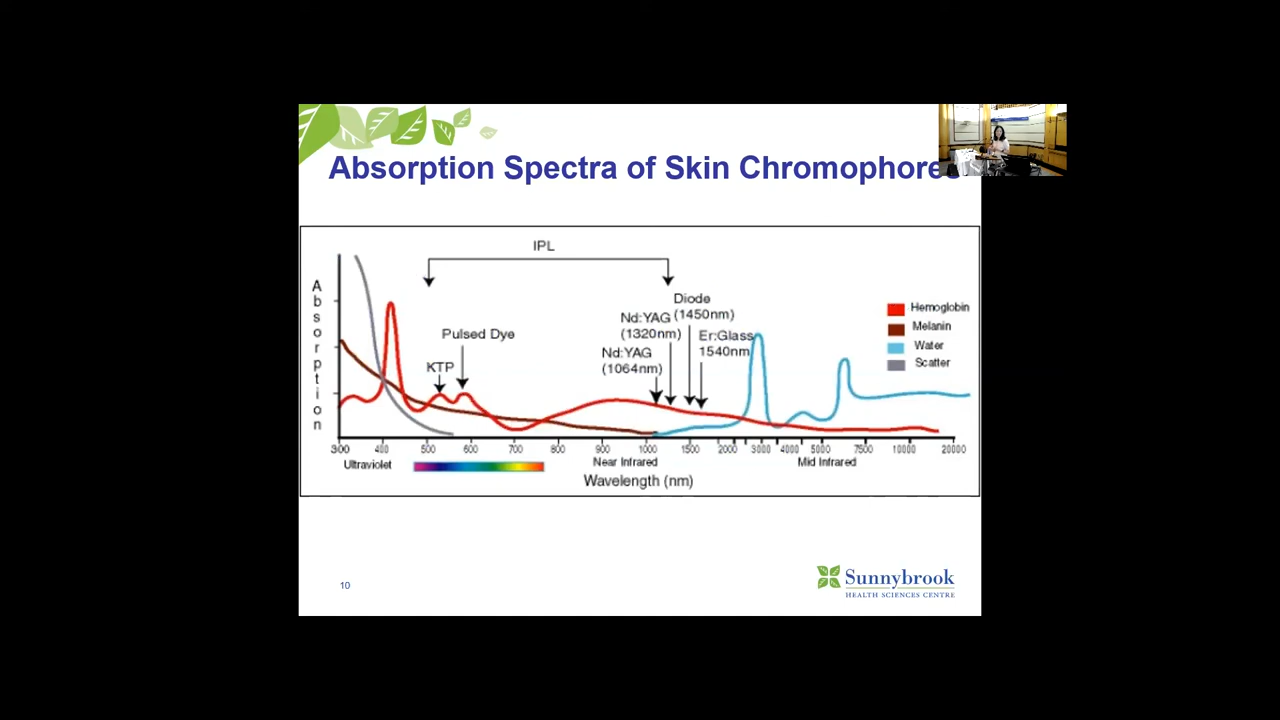 Absorption Spectra of Skin Chromophores
IPL
Absorption
Pulsed Dye
KTP
Nd:YAG
(1064nm)
Nd:YAG
(1320nm)
Diode
(1450nm)
Er:Glass
1540nm
Hemoglobin
Melanin
Water
Scatter
300 400 500 600 700 800 900 1000 1500 2000 3000 4000 5000 7500 10000 20000
Ultraviolet Near Infrared Mid Infrared
Wavelength (nm)
10
Sunnybrook
HEALTH SCIENCES CENTRE